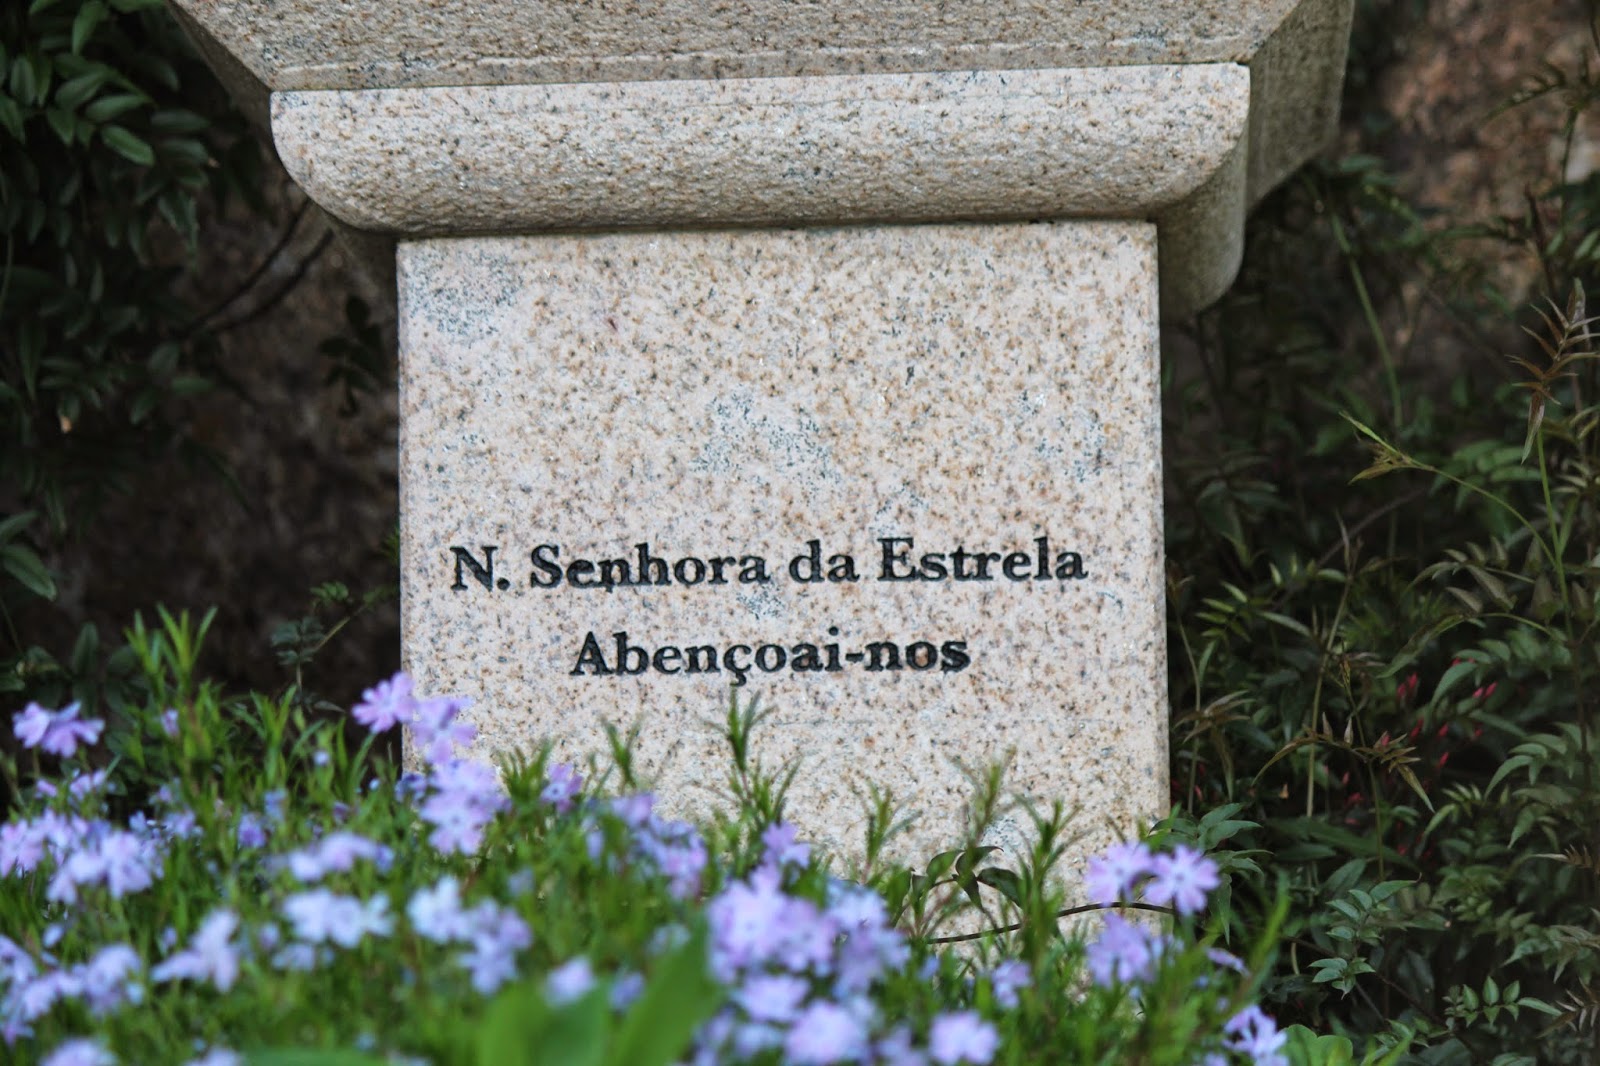 N. Senhora da Estrela
Abençoai-nos